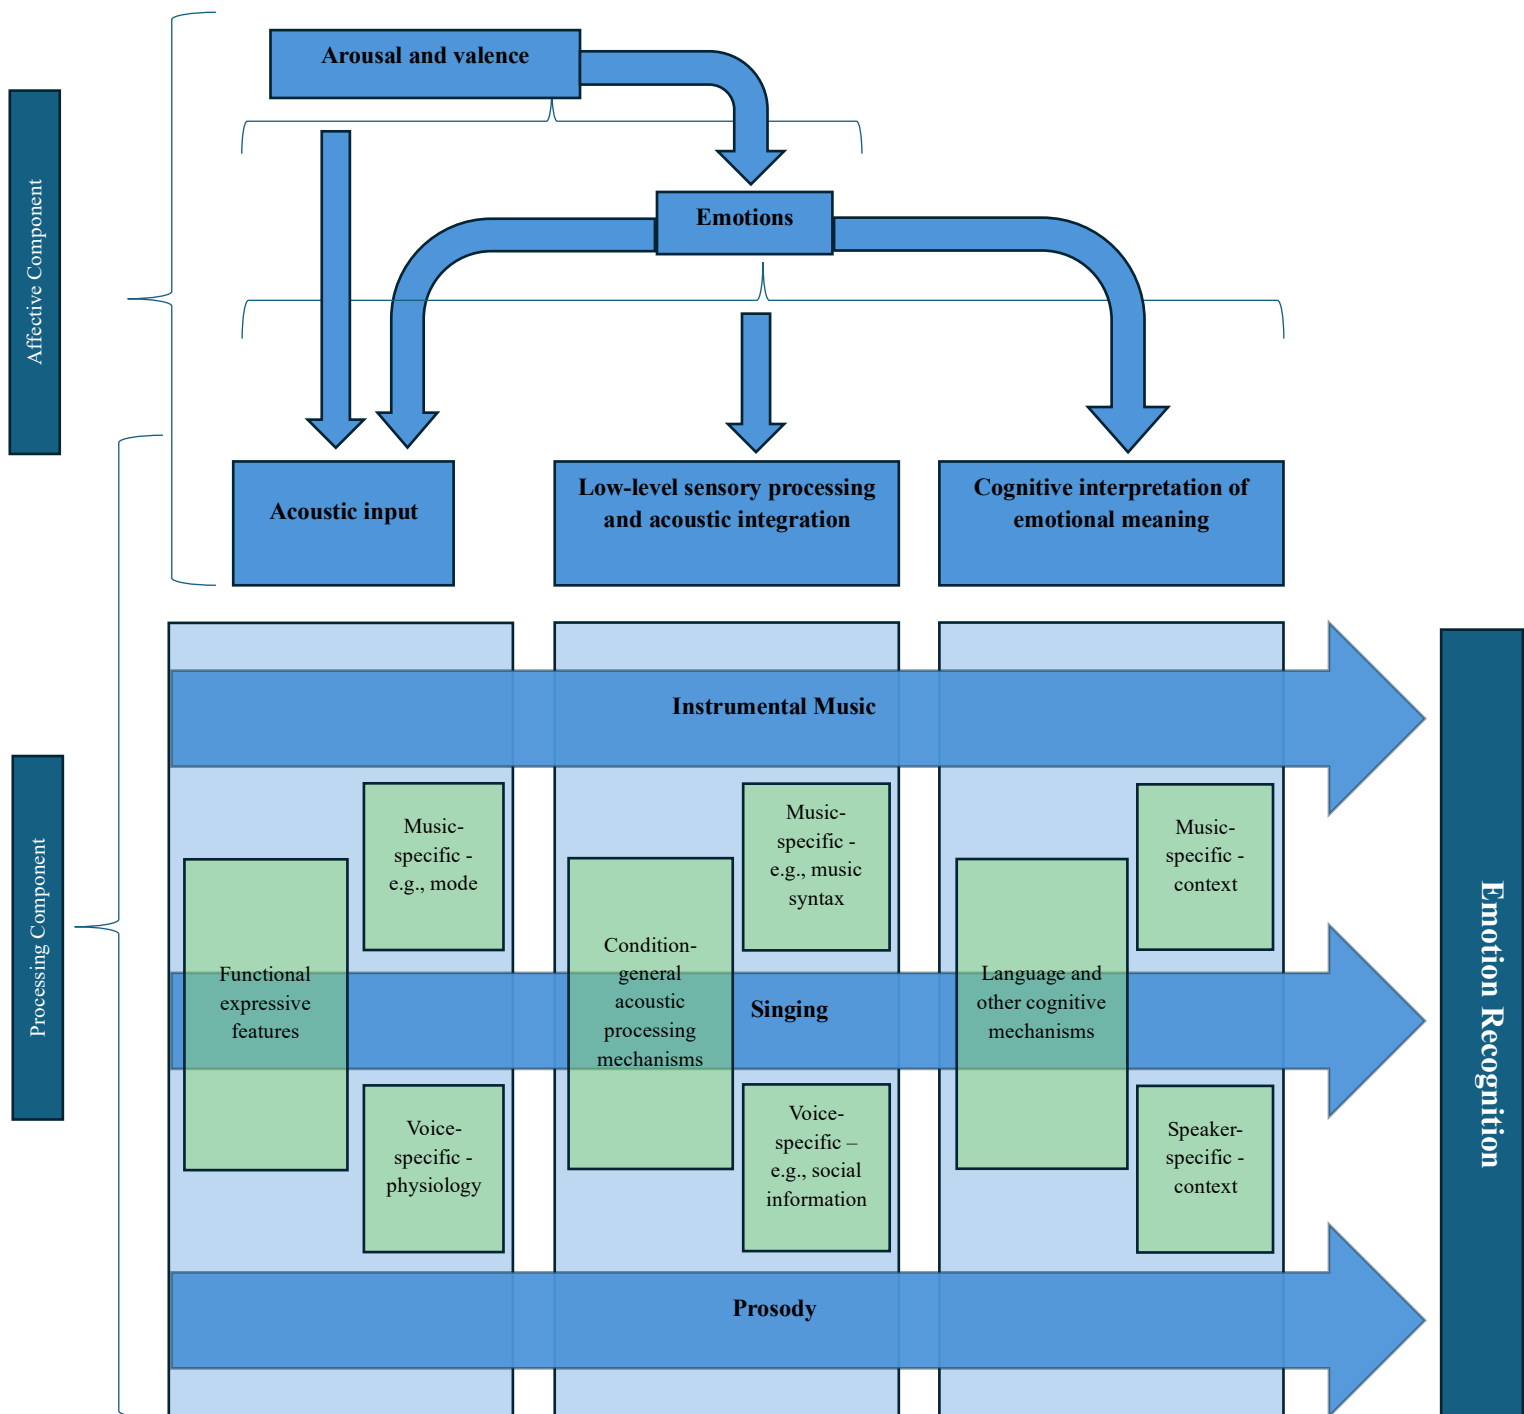 Arousal and valence
Affective Component
Emotions
Acoustic input
Low-level sensory processing
and acoustic integration
Cognitive interpretation of
emotional meaning
Instrumental Music
Music-
specific -
e.g., mode
Music-
specific -
e.g., music
syntax
Music-
specific -
context
Processing Component
Functional
expressive
features
Condition-
general
acoustic
processing
mechanisms
Singing
Language and
other cognitive
mechanisms
Emotion Recognition
Voice-
specific -
physiology
Voice-
specific –
e.g., social
information
Speaker-
specific -
context
Prosody